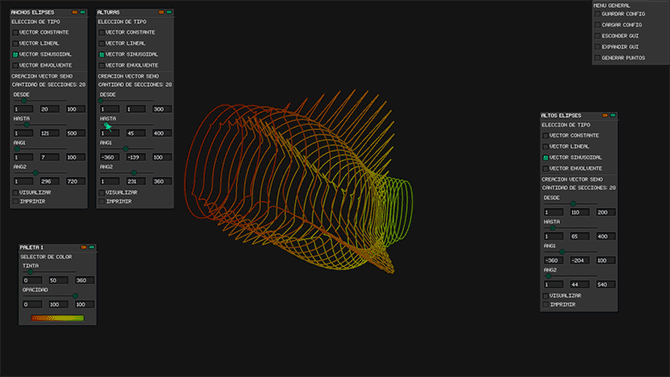 ANCHOS ELIPSES
ELECCION DE TIPO
VECTOR CONSTANTE
VECTOR LINEAL
VECTOR SINUSOIDAL
VECTOR ENVOLVENTE
CREACION VECTOR SENO
CANTIDAD DE SECCIONES: 20
DESDE
1 20 100
HASTA
1 121 500
ANG1
1 7 100
ANG2
1 296 720
VISUALIZAR
IMPRIMIR
ALTURAS
ELECCION DE TIPO
VECTOR CONSTANTE
VECTOR LINEAL
VECTOR SINUSOIDAL
VECTOR ENVOLVENTE
CREACION VECTOR SENO
CANTIDAD DE SECCIONES: 20
DESDE
1 1 300
HASTA
1 45 400
ANG1
-360 -139 100
ANG2
1 231 360
VISUALIZAR
IMPRIMIR
MENU GENERAL
GUARDAR CONFIG
CARGAR CONFIG
ESCONDER GUI
EXPANDIR GUI
GENERAR PUNTOS
ALTOS ELIPSES
ELECCION DE TIPO
VECTOR CONSTANTE
VECTOR LINEAL
VECTOR SINUSOIDAL
VECTOR ENVOLVENTE
CREACION VECTOR SENO
CANTIDAD DE SECCIONES: 20
DESDE
1 110 200
HASTA
1 65 400
ANG1
-360 -204 100
ANG2
1 44 540
VISUALIZAR
IMPRIMIR
PALETA 1
SELECTOR DE COLOR
TINTA
0 50 360
OPACIDAD
0 100 100